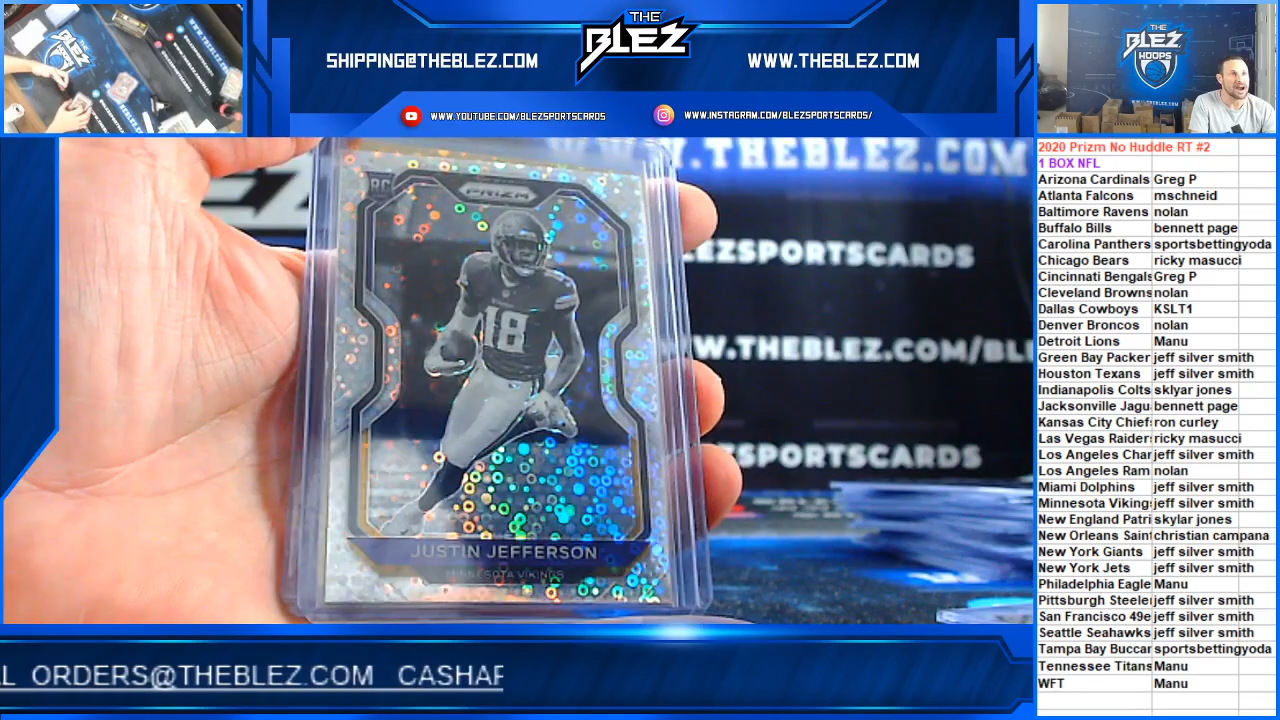 SHIPPING@THEBLEZ.COM
THE
BLEZ
WWW.THEBLEZ.COM
WWW.YOUTUBE.COM/BLEZSPORTSCARDS
WWW.INSTAGRAM.COM/BLEZSPORTSCARDS/
THE
BLEZ
HOOPS
WWW.THEBLEZ.COM
2020 Prizm No Huddle RT #2
1 BOX NFL
Arizona Cardinals Greg P
Atlanta Falcons mschneid
Baltimore Ravens nolan
Buffalo Bills bennett page
Carolina Panthers sportsbettingyoda
Chicago Bears ricky masucci
Cincinnati Bengals Greg P
Cleveland Browns nolan
Dallas Cowboys KSLT1
Denver Broncos nolan
Detroit Lions Manu
Green Bay Packer jeff silver smith
Houston Texans jeff silver smith
Indianapolis Colts sklyar jones
Jacksonville Jagu bennett page
Kansas City Chief ron curley
Las Vegas Raider ricky masucci
Los Angeles Char jeff silver smith
Los Angeles Ram nolan
Miami Dolphins jeff silver smith
Minnesota Viking jeff silver smith
New England Patri skylar jones
New Orleans Saint christian campana
New York Giants jeff silver smith
New York Jets jeff silver smith
Philadelphia Eagle Manu
Pittsburgh Steele jeff silver smith
San Francisco 49e jeff silver smith
Seattle Seahawks jeff silver smith
Tampa Bay Buccar sportsbettingyoda
Tennessee Titans Manu
WFT Manu
WWW.THEBLEZ.COM
LEZSPORTSCARDS
W.THEBLEZ.COM/BL
ZSPORTSCARDS
RC
PRIZM
VIKINGS
18
JUSTIN JEFFERSON
MINNESOTA VIKINGS
L ORDERS@THEBLEZ.COM CASHAP